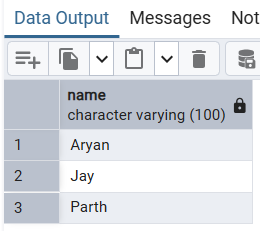 Data Output Messages Not
name
character varying (100)
1 Aryan
2 Jay
3 Parth